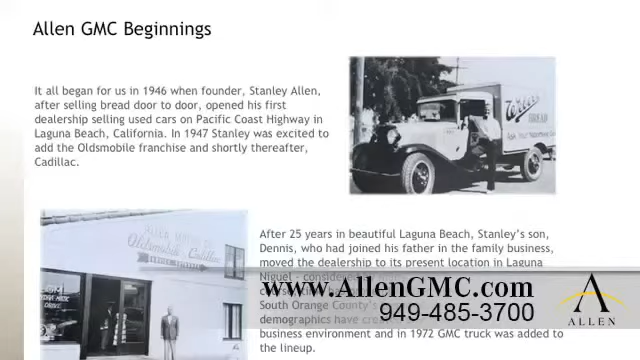 Allen GMC Beginnings
It all began for us in 1946 when founder, Stanley Allen,
after selling bread door to door, opened his first
dealership selling used cars on Pacific Coast Highway in
Laguna Beach, California. In 1947 Stanley was excited to
add the Oldsmobile franchise and shortly thereafter,
Cadillac.
BREAD
Oldsmobile - Cadillac
After 25 years in beautiful Laguna Beach, Stanley’s son,
Dennis, who had joined his father in the family business,
moved the dealership to its present location in Laguna
Niguel -
www.AllenGMC.com
South Orange County’s
949-485-3700
demographics have
business environment and in 1972 GMC truck was added to
the lineup.
ALLEN